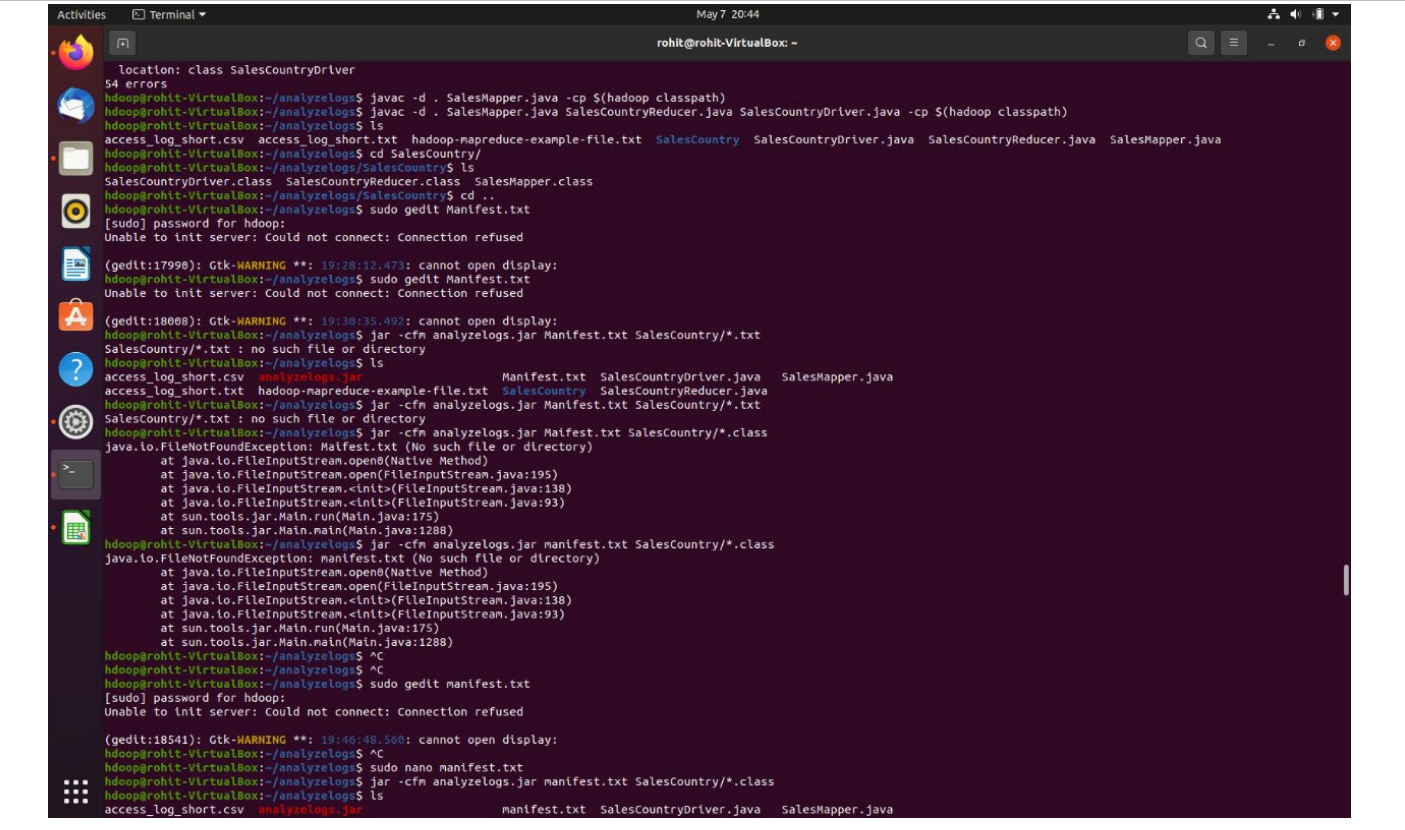 Activities Terminal May 7 20:44
rohit@rohit-VirtualBox: ~
location: class SalesCountryDriver
54 errors
hdoop@rohit-VirtualBox:~/analyzelogs$ javac -d . SalesMapper.java -cp $(hadoop classpath)
hdoop@rohit-VirtualBox:~/analyzelogs$ javac -d . SalesMapper.java SalesCountryReducer.java SalesCountryDriver.java -cp $(hadoop classpath)
hdoop@rohit-VirtualBox:~/analyzelogs$ ls
access_log_short.csv access_log_short.txt hadoop-mapreduce-example-file.txt SalesCountry SalesCountryDriver.java SalesCountryReducer.java SalesMapper.java
hdoop@rohit-VirtualBox:~/analyzelogs$ cd SalesCountry/
hdoop@rohit-VirtualBox:~/analyzelogs/SalesCountry$ ls
SalesCountryDriver.class SalesCountryReducer.class SalesMapper.class
hdoop@rohit-VirtualBox:~/analyzelogs/SalesCountry$ cd ..
hdoop@rohit-VirtualBox:~/analyzelogs$ sudo gedit Manifest.txt
[sudo] password for hdoop:
Unable to init server: Could not connect: Connection refused
(gedit:17990): Gtk-WARNING **: 19:28:12.473: cannot open display:
hdoop@rohit-VirtualBox:~/analyzelogs$ sudo gedit Manifest.txt
Unable to init server: Could not connect: Connection refused
(gedit:18008): Gtk-WARNING **: 19:30:35.492: cannot open display:
hdoop@rohit-VirtualBox:~/analyzelogs$ jar -cfm analyzelogs.jar Manifest.txt SalesCountry/*.txt
SalesCountry/*.txt : no such file or directory
hdoop@rohit-VirtualBox:~/analyzelogs$ ls
access_log_short.csv analyzelogs.jar Manifest.txt SalesCountryDriver.java SalesMapper.java
access_log_short.txt hadoop-mapreduce-example-file.txt SalesCountry SalesCountryReducer.java
hdoop@rohit-VirtualBox:~/analyzelogs$ jar -cfm analyzelogs.jar Manifest.txt SalesCountry/*.txt
SalesCountry/*.txt : no such file or directory
hdoop@rohit-VirtualBox:~/analyzelogs$ jar -cfm analyzelogs.jar Maifest.txt SalesCountry/*.class
java.io.FileNotFoundException: Maifest.txt (No such file or directory)
at java.io.FileInputStream.open0(Native Method)
at java.io.FileInputStream.open(FileInputStream.java:195)
at java.io.FileInputStream.<init>(FileInputStream.java:138)
at java.io.FileInputStream.<init>(FileInputStream.java:93)
at sun.tools.jar.Main.run(Main.java:175)
at sun.tools.jar.Main.main(Main.java:1288)
hdoop@rohit-VirtualBox:~/analyzelogs$ jar -cfm analyzelogs.jar manifest.txt SalesCountry/*.class
java.io.FileNotFoundException: manifest.txt (No such file or directory)
at java.io.FileInputStream.open0(Native Method)
at java.io.FileInputStream.open(FileInputStream.java:195)
at java.io.FileInputStream.<init>(FileInputStream.java:138)
at java.io.FileInputStream.<init>(FileInputStream.java:93)
at sun.tools.jar.Main.run(Main.java:175)
at sun.tools.jar.Main.main(Main.java:1288)
hdoop@rohit-VirtualBox:~/analyzelogs$ ^C
hdoop@rohit-VirtualBox:~/analyzelogs$ ^C
hdoop@rohit-VirtualBox:~/analyzelogs$ sudo gedit manifest.txt
[sudo] password for hdoop:
Unable to init server: Could not connect: Connection refused
(gedit:18541): Gtk-WARNING **: 19:46:48.560: cannot open display:
hdoop@rohit-VirtualBox:~/analyzelogs$ ^C
hdoop@rohit-VirtualBox:~/analyzelogs$ sudo nano manifest.txt
hdoop@rohit-VirtualBox:~/analyzelogs$ jar -cfm analyzelogs.jar manifest.txt SalesCountry/*.class
hdoop@rohit-VirtualBox:~/analyzelogs$ ls
access_log_short.csv analyzelogs.jar manifest.txt SalesCountryDriver.java SalesMapper.java